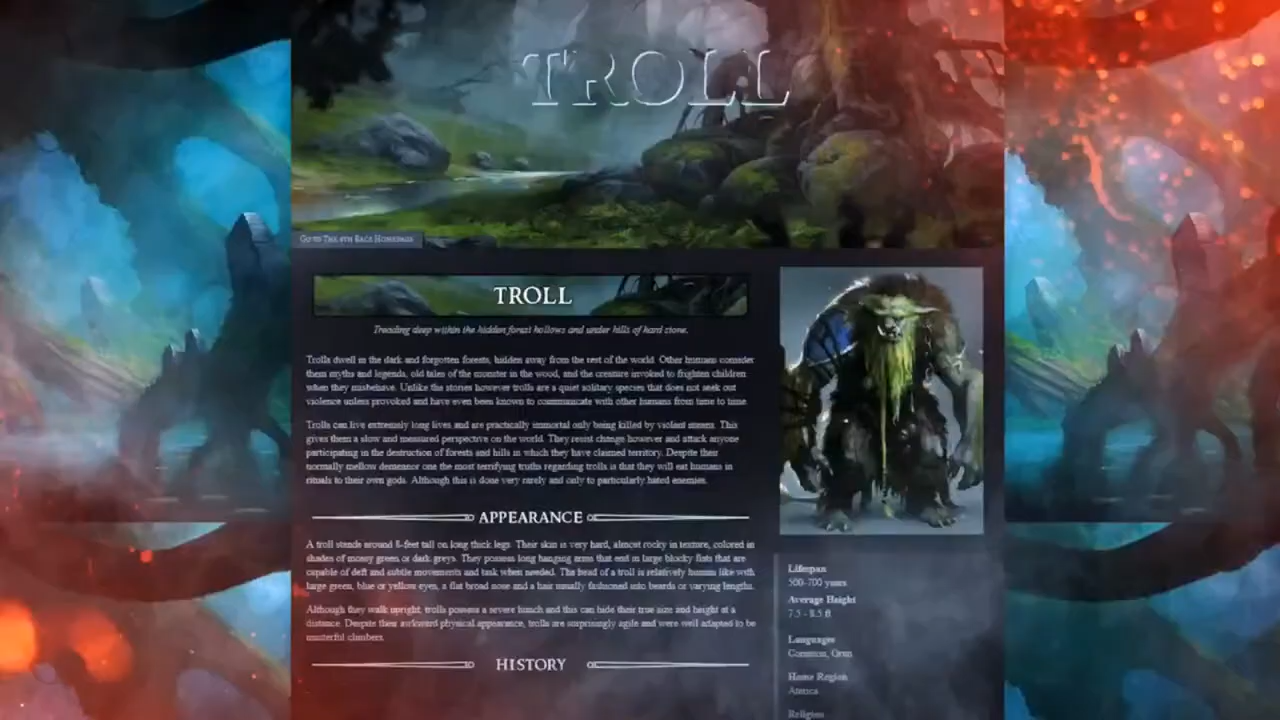 TROLL
Go to The 4th Race Homepage
TROLL
Treading deep within the hidden forest hollows and under hills of hard stone.
Trolls dwell in the dark and forgotten forests, hidden away from the rest of the world. Other humans consider
them myths and legends, old tales of the monster in the wood, and the creature invoked to frighten children
when they misbehave. Unlike the stories however trolls are a quiet solitary species that does not seek out
violence unless provoked and have even been known to communicate with other humans from time to time.
Trolls can live extremely long lives and are practically immortal only being killed by violent means. This
gives them a slow and measured perspective on the world. They resist change however and attack anyone
participating in the destruction of forests and hills in which they have claimed territory. Despite their
normally mellow demeanor one the most terrifying truths regarding trolls is that they will eat humans in
rituals to their own gods. Although this is done very rarely and only to particularly hated enemies.
APPEARANCE
A troll stands around 8-feet tall on long thick legs. Their skin is very hard, almost rocky in texture, colored in
shades of mossy green or dark greys. They possess long hanging arms that end in large blocky fists that are
capable of deft and subtle movements and task when needed. The head of a troll is relatively human like with
large green, blue or yellow eyes, a flat broad nose and a hair usually fashioned into beards or varying lengths.
Although they walk upright, trolls possess a severe hunch and this can hide their true size and height at a
distance. Despite their awkward physical appearance, trolls are surprisingly agile and were well adapted to be
masterful climbers.
HISTORY
Lifespan
500-700 years
Average Height
7.5 - 8.5 ft
Languages
Common,
Home Region
Religion